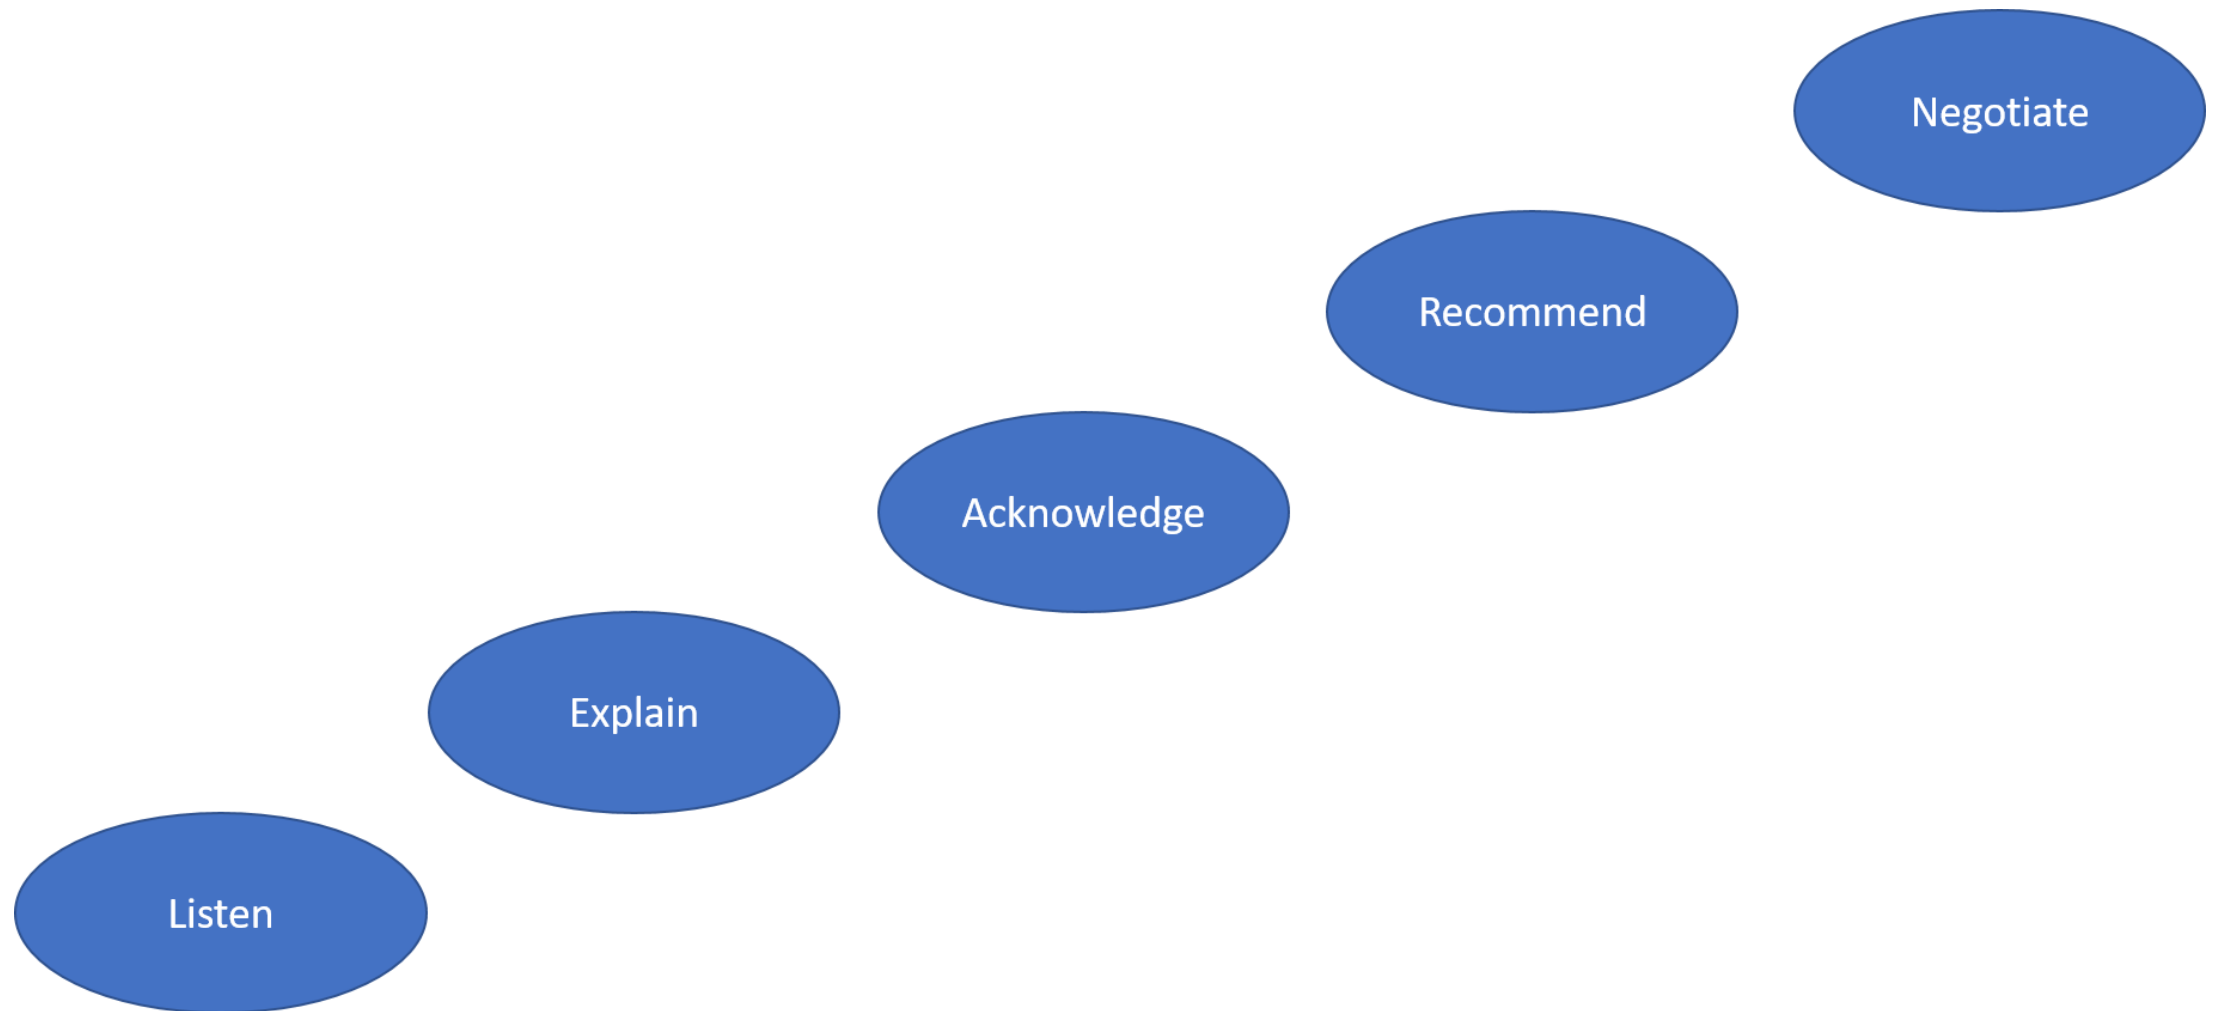 Negotiate
Recommend
Acknowledge
Explain
Listen